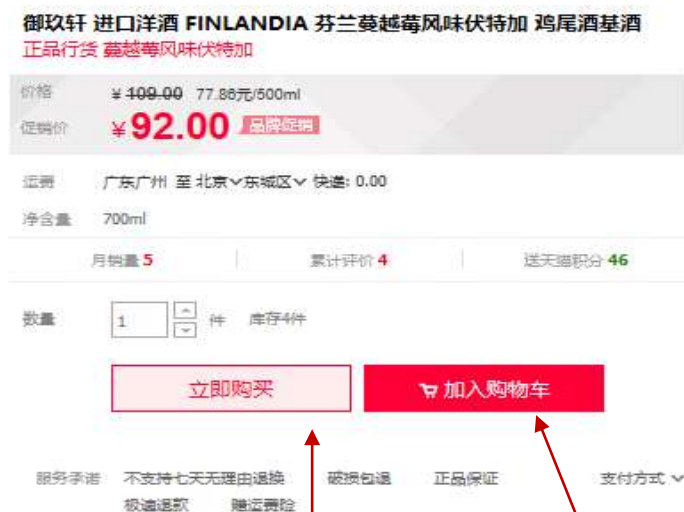 御玖轩 进口洋酒 FINLANDIA 芬兰蔓越莓风味伏特加 鸡尾酒基酒
正品行货 蔓越莓风味伏特加
价格 ¥ 109.00 77.86元/500ml
促销价 ¥92.00 品牌促销
运费 广东广州 至 北京 东城区 快递: 0.00
净含量 700ml
月销量 5 累计评价 4 送天猫积分 46
数量 1 件 库存4件
立即购买 加入购物车
服务承诺 不支持七天无理由退换 破损包退 正品保证 支付方式
极速退款 赠运费险